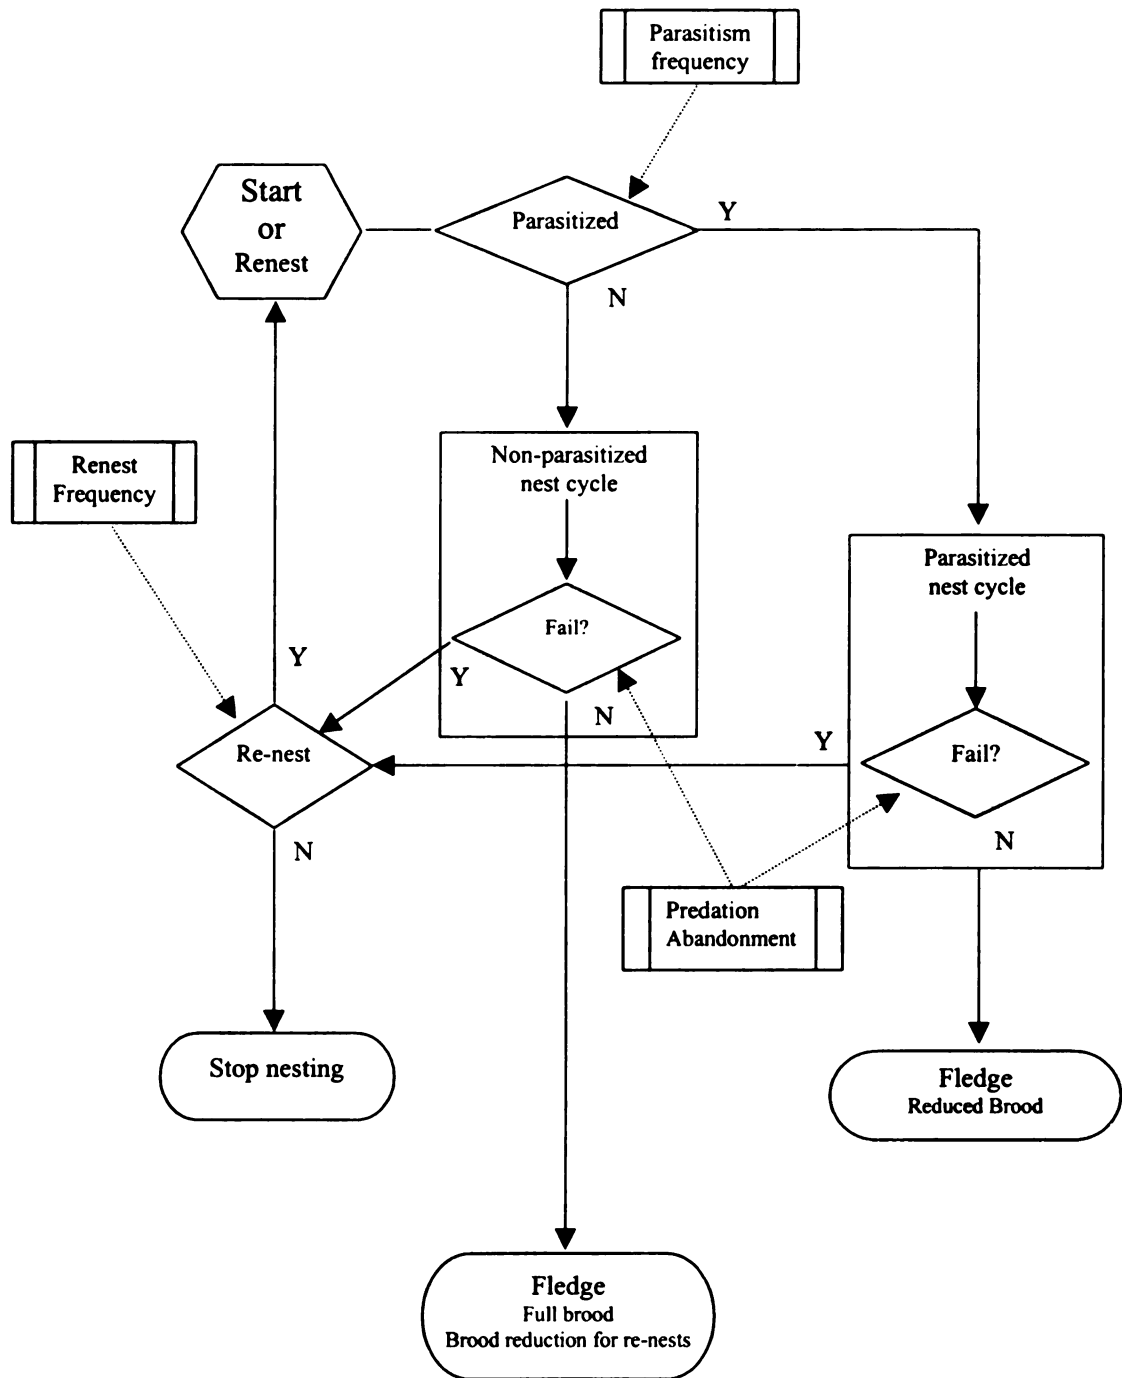 Parasitism
frequency
Start
or
Renest
Parasitized
Y
N
Renest
Frequency
Non-parasitized
nest cycle
Parasitized
nest cycle
Fail?
Y
Y
N
Re-nest
Y
Fail?
N
N
Predation
Abandonment
Stop nesting
Fledge
Reduced Brood
Fledge
Full brood
Brood reduction for re-nests